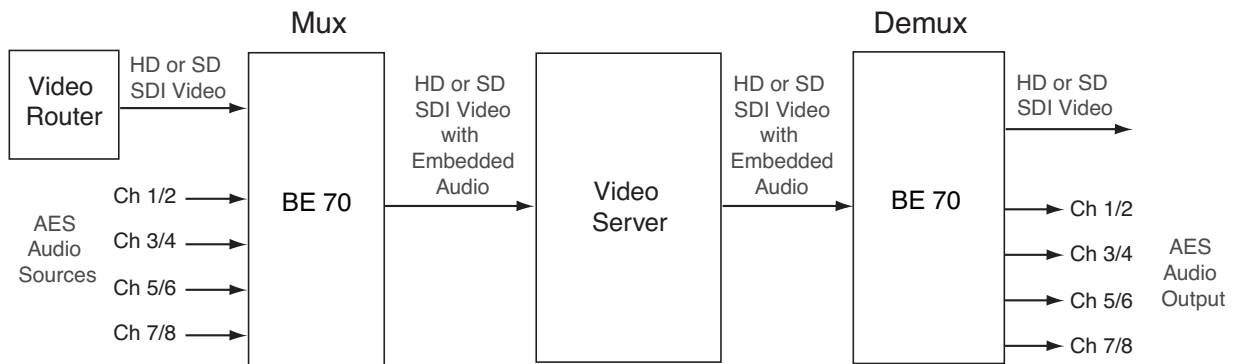 Mux
Demux
Video
Router
HD or SD
SDI Video
AES
Audio
Sources
Ch 1/2
Ch 3/4
Ch 5/6
Ch 7/8
BE 70
HD or SD
SDI Video
with
Embedded
Audio
Video
Server
HD or SD
SDI Video
with
Embedded
Audio
BE 70
HD or SD
SDI Video
Ch 1/2
Ch 3/4
Ch 5/6
Ch 7/8
AES
Audio
Output